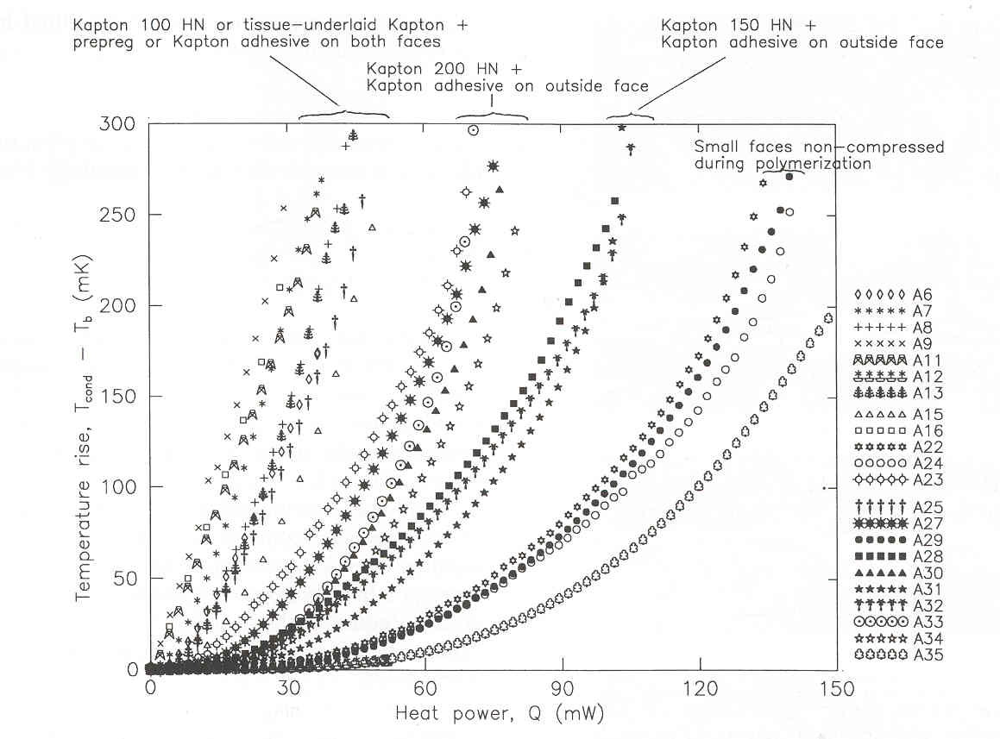 Kapton 100 HN or tissue-underlaid Kapton +
prepreg or Kapton adhesive on both faces
Kapton 150 HN +
Kapton adhesive on outside face
Kapton 200 HN +
Kapton adhesive on outside face
Small faces non-compressed
during polymerization
300
250
200
150
100
50
0
Temperature rise, Tcond - Tb (mK)
0
30
60
90
120
150
Heat power, Q (mW)
A6
A7
A8
A9
A11
A12
A13
A15
A16
A22
A24
A23
A25
A27
A29
A28
A30
A31
A32
A33
A34
A35